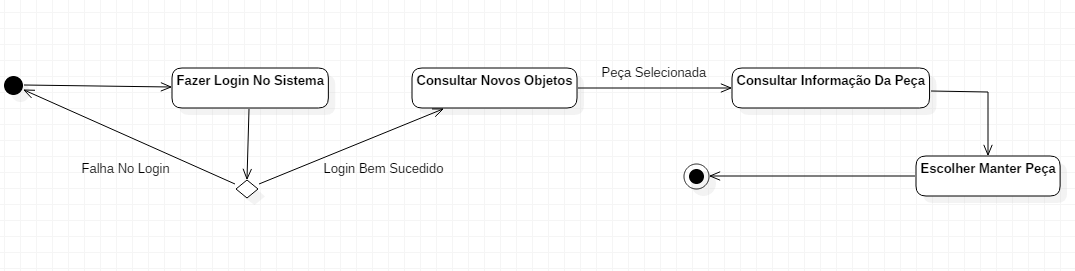 Fazer Login No Sistema
Consultar Novos Objetos
Peça Selecionada
Consultar Informação Da Peça
Falha No Login
Login Bem Sucedido
Escolher Manter Peça